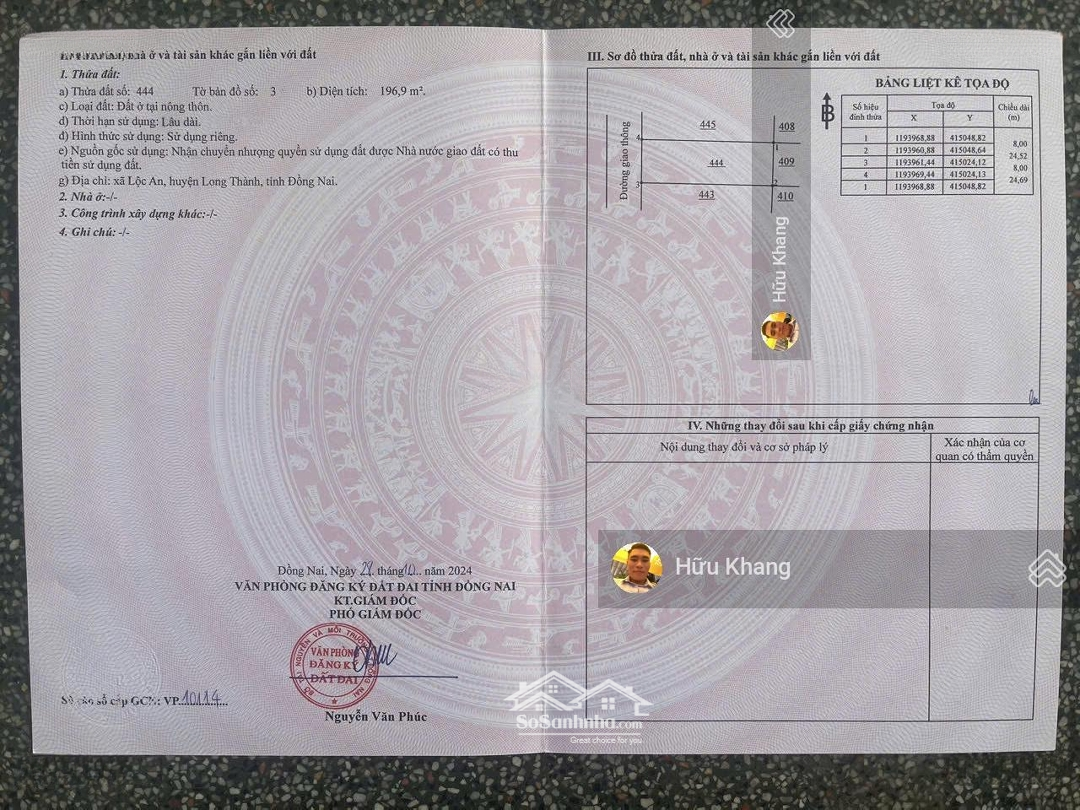 nhà ở và tài sản khác gắn liền với đất
1. Thửa đất:
a) Thửa đất số: 444 Tờ bản đồ số: 3 b) Diện tích: 196,9 m².
c) Loại đất: Đất ở tại nông thôn.
d) Thời hạn sử dụng: Lâu dài.
đ) Hình thức sử dụng: Sử dụng riêng.
e) Nguồn gốc sử dụng: Nhận chuyển nhượng quyền sử dụng đất được Nhà nước giao đất có thu
tiền sử dụng đất.
g) Địa chỉ: xã Lộc An, huyện Long Thành, tỉnh Đồng Nai.
2. Nhà ở:-/-
3. Công trình xây dựng khác:-/-
4. Ghi chú: -/-
Đồng Nai, Ngày 29 tháng 10 năm 2024
VĂN PHÒNG ĐĂNG KÝ ĐẤT ĐAI TỈNH ĐỒNG NAI
KT.GIÁM ĐỐC
PHÓ GIÁM ĐỐC
VĂN PHÒNG
ĐĂNG KÝ
ĐẤT ĐAI
Nguyễn Văn Phúc
Số vào sổ cấp GCN: VP 10114
III. Sơ đồ thửa đất, nhà ở và tài sản khác gắn liền với đất
Đường giao thông
445
408
4
1
444
409
3
2
443
410
B
BẢNG LIỆT KÊ TỌA ĐỘ
Số hiệu đỉnh thửa Tọa độ Chiều dài (m)
X Y
1 1193968,88 415048,82
8,00
2 1193960,88 415048,64
24,52
3 1193961,44 415024,12
8,00
4 1193969,44 415024,13
24,69
1 1193968,88 415048,82
Hữu Khang
IV. Những thay đổi sau khi cấp giấy chứng nhận
Nội dung thay đổi và cơ sở pháp lý
Xác nhận của cơ
quan có thẩm quyền
Hữu Khang
SoSanhnha.com
Great choice for you